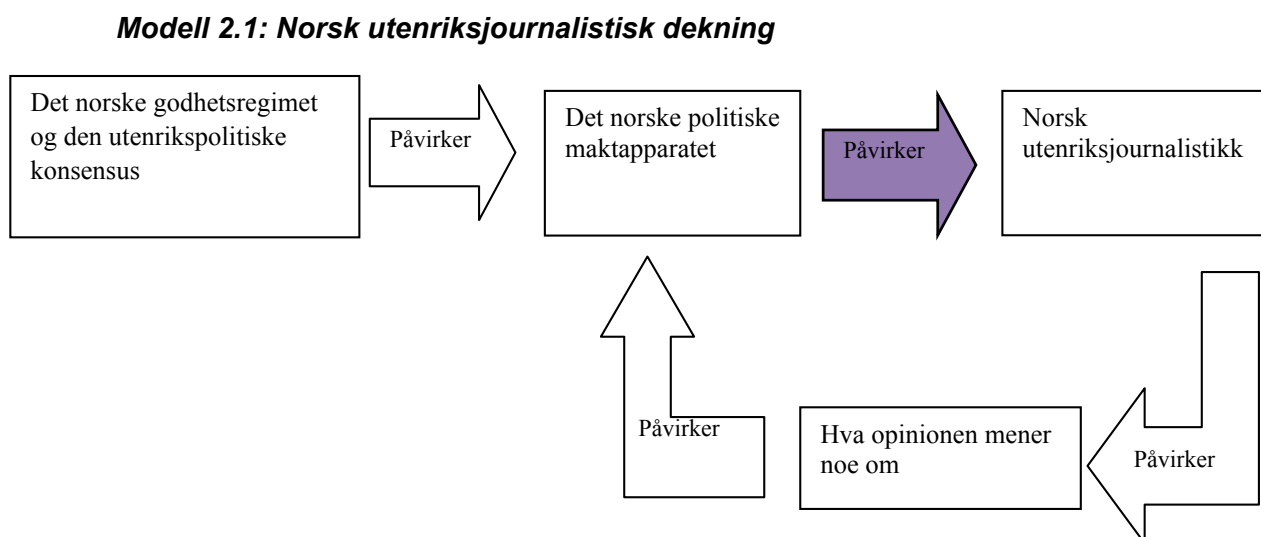 Modell 2.1: Norsk utenriksjournalistisk dekning
Det norske godhetsregimet
og den utenrikspolitiske
konsensus
Påvirker
Det norske politiske
maktapparatet
Påvirker
Norsk
utenriksjournalistikk
Påvirker
Hva opinionen mener
noe om
Påvirker